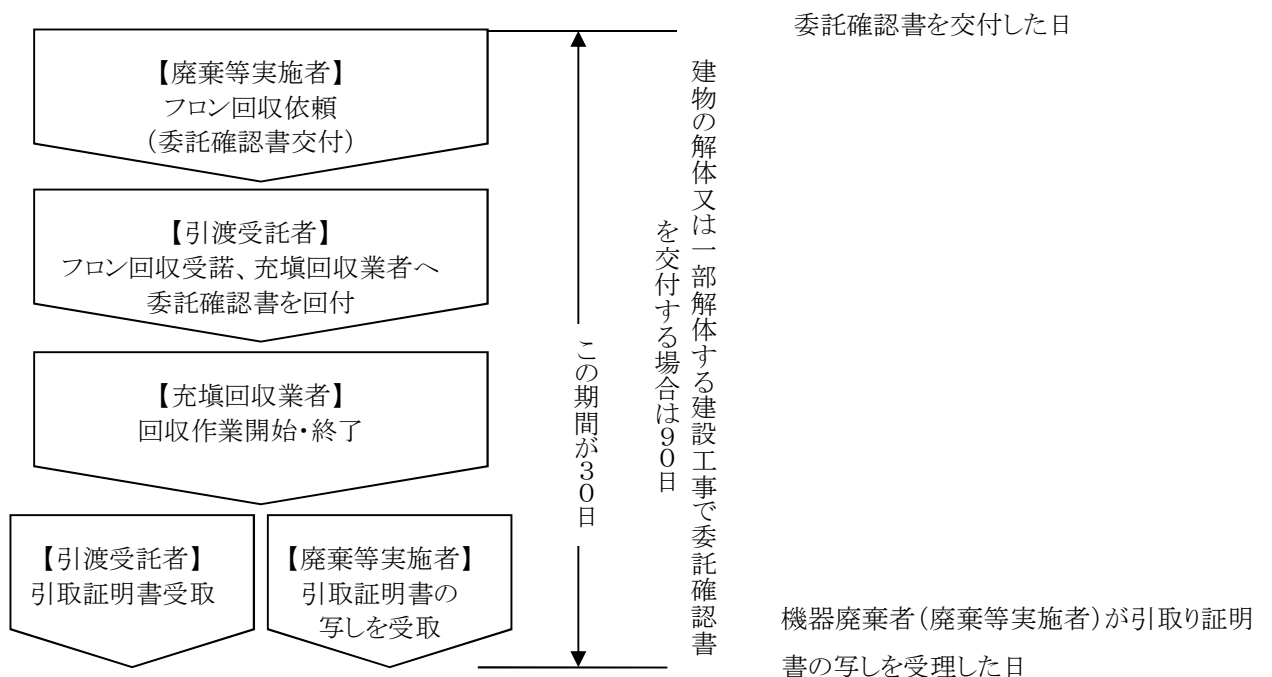 委託確認書を交付した日
【廃棄等実施者】
フロン回収依頼
(委託確認書交付)
【引渡受託者】
フロン回収受諾、充塡回収業者へ
委託確認書を回付
【充塡回収業者】
回収作業開始・終了
【引渡受託者】
引取証明書受取
【廃棄等実施者】
引取証明書の
写しを受取
この期間が30日
建物の解体又は一部解体する建設工事で委託確認書
を交付する場合は90日
機器廃棄者(廃棄等実施者)が引取り証明
書の写しを受理した日